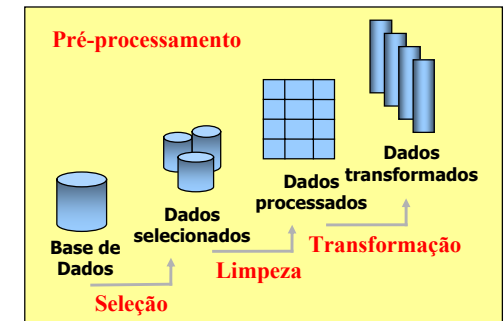 Pré-processamento
Base de
Dados
Seleção
Dados
selecionados
Limpeza
Dados
processados
Transformação
Dados
transformados